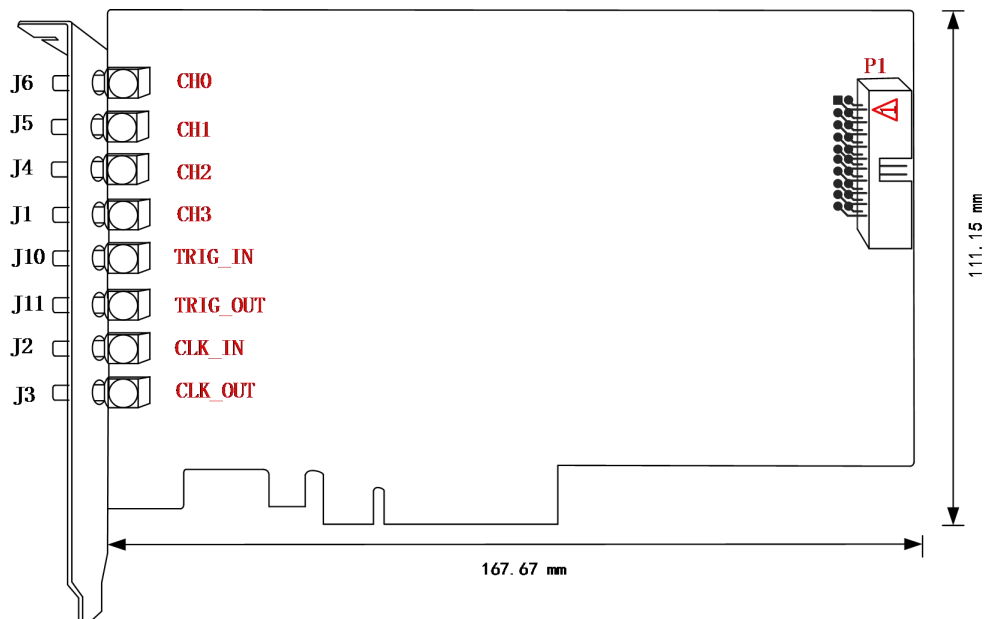 P1
J6 CH0
1
J5 CH1
J4 CH2
J1 CH3
J10 TRIG_IN
J11 TRIG_OUT
J2 CLK_IN
J3 CLK_OUT
111.15 mm
167.67 mm